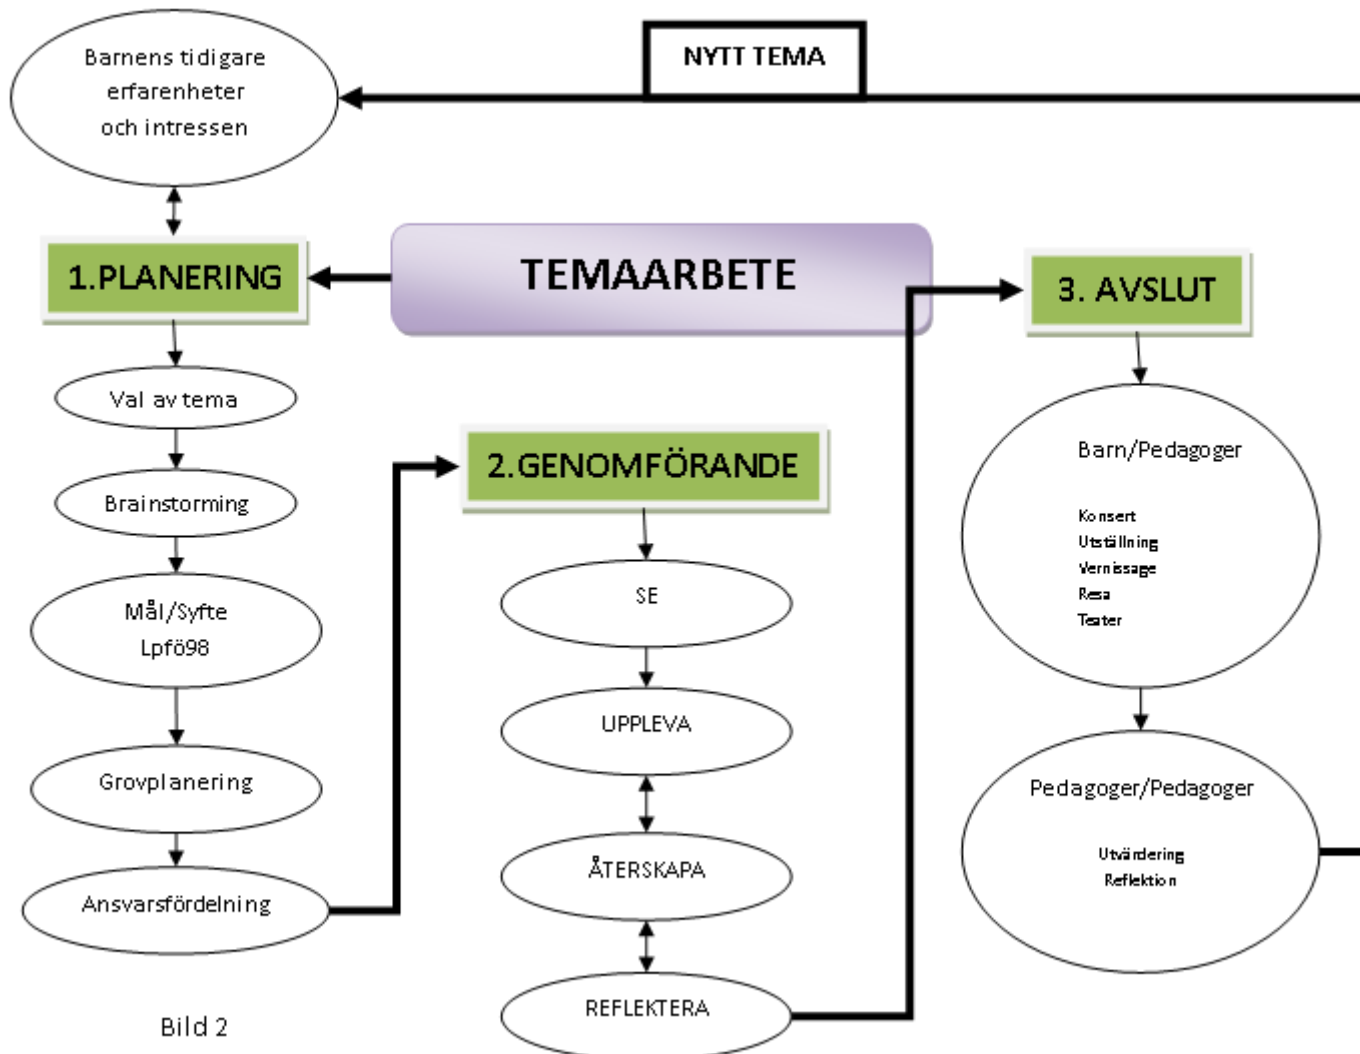 Barnens tidigare
erfarenheter
och intressen
NYTT TEMA
TEMAARBETE
1.PLANERING
Val av tema
Brainstorming
Mål/Syfte
Lpfö98
Grovplanering
Ansvarsfördelning
2.GENOMFÖRANDE
SE
UPPLEVA
ÅTERSKAPA
REFLEKTERA
3. AVSLUT
Barn/Pedagoger
Konsert
Utställning
Vernissage
Resa
Teater
Pedagoger/Pedagoger
Utvärdering
Reflektion
Bild 2